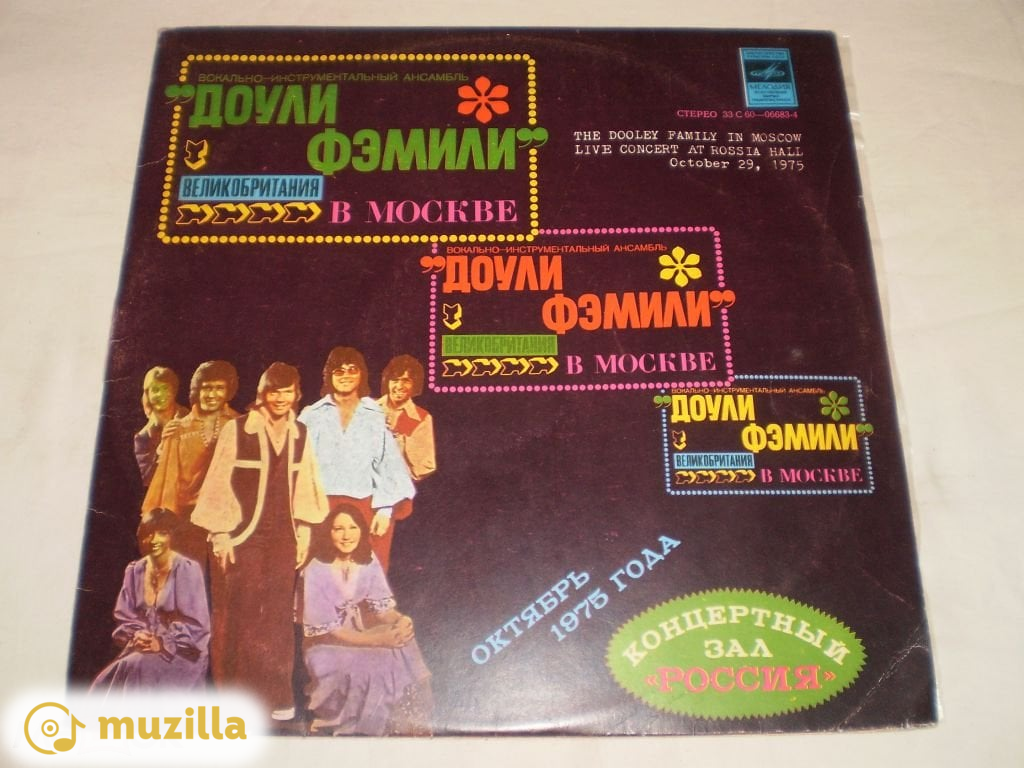 ВОКАЛЬНО-ИНСТРУМЕНТАЛЬНЫЙ АНСАМБЛЬ
"ДОУЛИ
ФЭМИЛИ"
ВЕЛИКОБРИТАНИЯ
В МОСКВЕ
МЕЛОДИЯ
СТЕРЕО 33 С 60—06683-4
THE DOOLEY FAMILY IN MOSCOW
LIVE CONCERT AT ROSSIA HALL
October 29, 1975
ВОКАЛЬНО-ИНСТРУМЕНТАЛЬНЫЙ АНСАМБЛЬ
"ДОУЛИ
ФЭМИЛИ"
ВЕЛИКОБРИТАНИЯ
В МОСКВЕ
ВОКАЛЬНО-ИНСТРУМЕНТАЛЬНЫЙ АНСАМБЛЬ
"ДОУЛИ
ФЭМИЛИ"
ВЕЛИКОБРИТАНИЯ
В МОСКВЕ
ОКТЯБРЬ
1975 ГОДА
КОНЦЕРТНЫЙ
ЗАЛ
«РОССИЯ»
muzilla